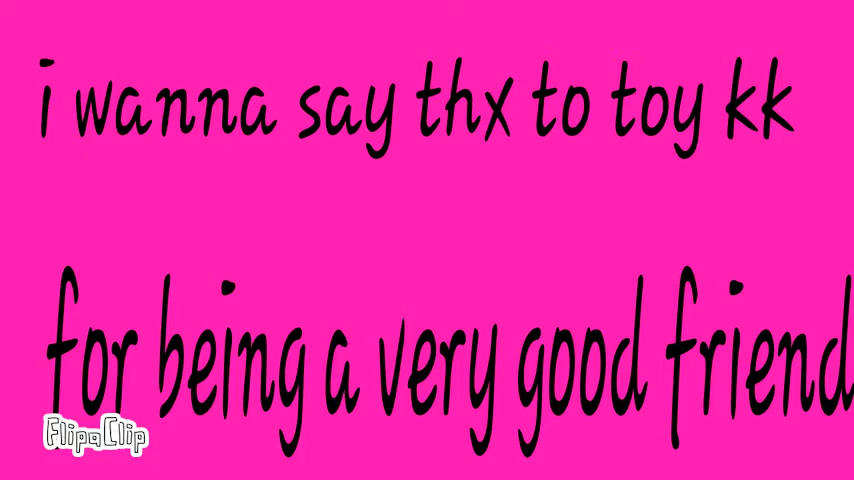 i wanna say thx to toy kk
for being a very good friend
FlipaClip